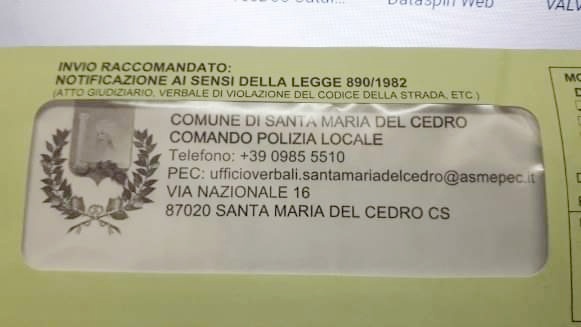 Dataspin Web
INVIO RACCOMANDATO:
NOTIFICAZIONE AI SENSI DELLA LEGGE 890/1982
(ATTO GIUDIZIARIO, VERBALE DI VIOLAZIONE DEL CODICE DELLA STRADA, ETC.)
COMUNE DI SANTA MARIA DEL CEDRO
COMANDO POLIZIA LOCALE
Telefono: +39 0985 5510
PEC: ufficioverbali.santamariadelcedro@asmepec.it
VIA NAZIONALE 16
87020 SANTA MARIA DEL CEDRO CS